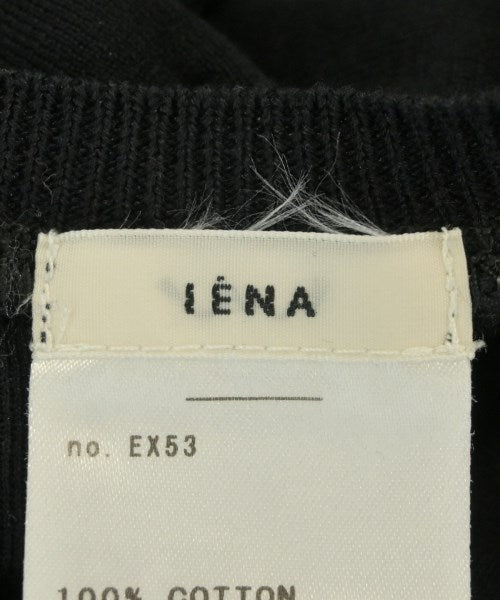 IÉNA
no. EX53
100% COTTON